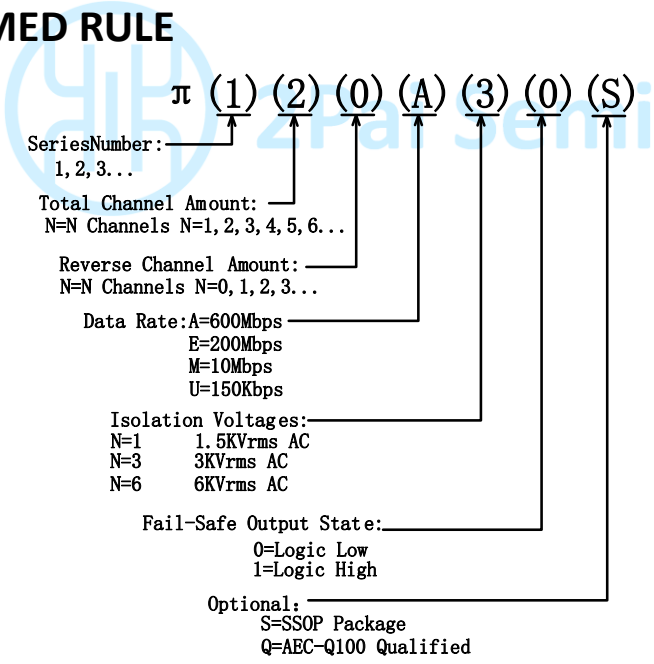 MED RULE
2Pai Semi
π (1) (2) (0) (A) (3) (0) (S)
SeriesNumber:
1,2,3...
Total Channel Amount:
N=N Channels N=1,2,3,4,5,6...
Reverse Channel Amount:
N=N Channels N=0,1,2,3...
Data Rate:A=600Mbps
E=200Mbps
M=10Mbps
U=150Kbps
Isolation Voltages:
N=1 1.5KVrms AC
N=3 3KVrms AC
N=6 6KVrms AC
Fail-Safe Output State:
0=Logic Low
1=Logic High
Optional:
S=SSOP Package
Q=AEC-Q100 Qualified